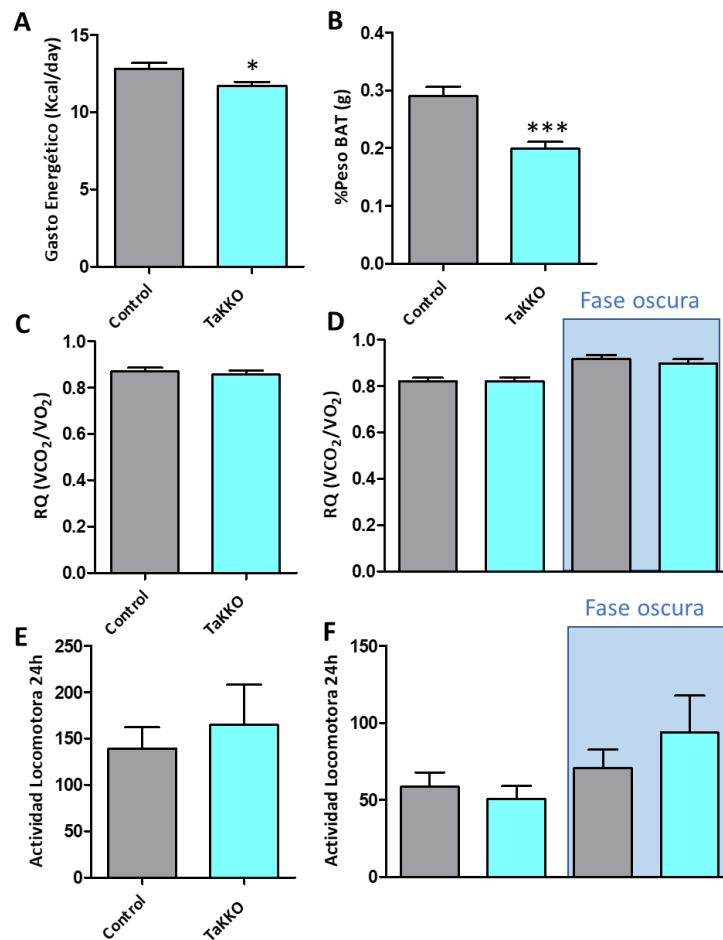 A
Gasto Energético (Kcal/day)
15
10
5
0
*
Control
TaKKO
B
%Peso BAT (g)
0.4
0.3
0.2
0.1
0.0
***
Control
TaKKO
C
RQ (VCO₂/VO₂)
1.0
0.8
0.6
0.4
0.2
0.0
Control
TaKKO
D
Fase oscura
RQ (VCO₂/VO₂)
1.0
0.8
0.6
0.4
0.2
0.0
E
Actividad Locomotora 24h
250
200
150
100
50
0
Control
TaKKO
F
Fase oscura
Actividad Locomotora 24h
150
100
50
0